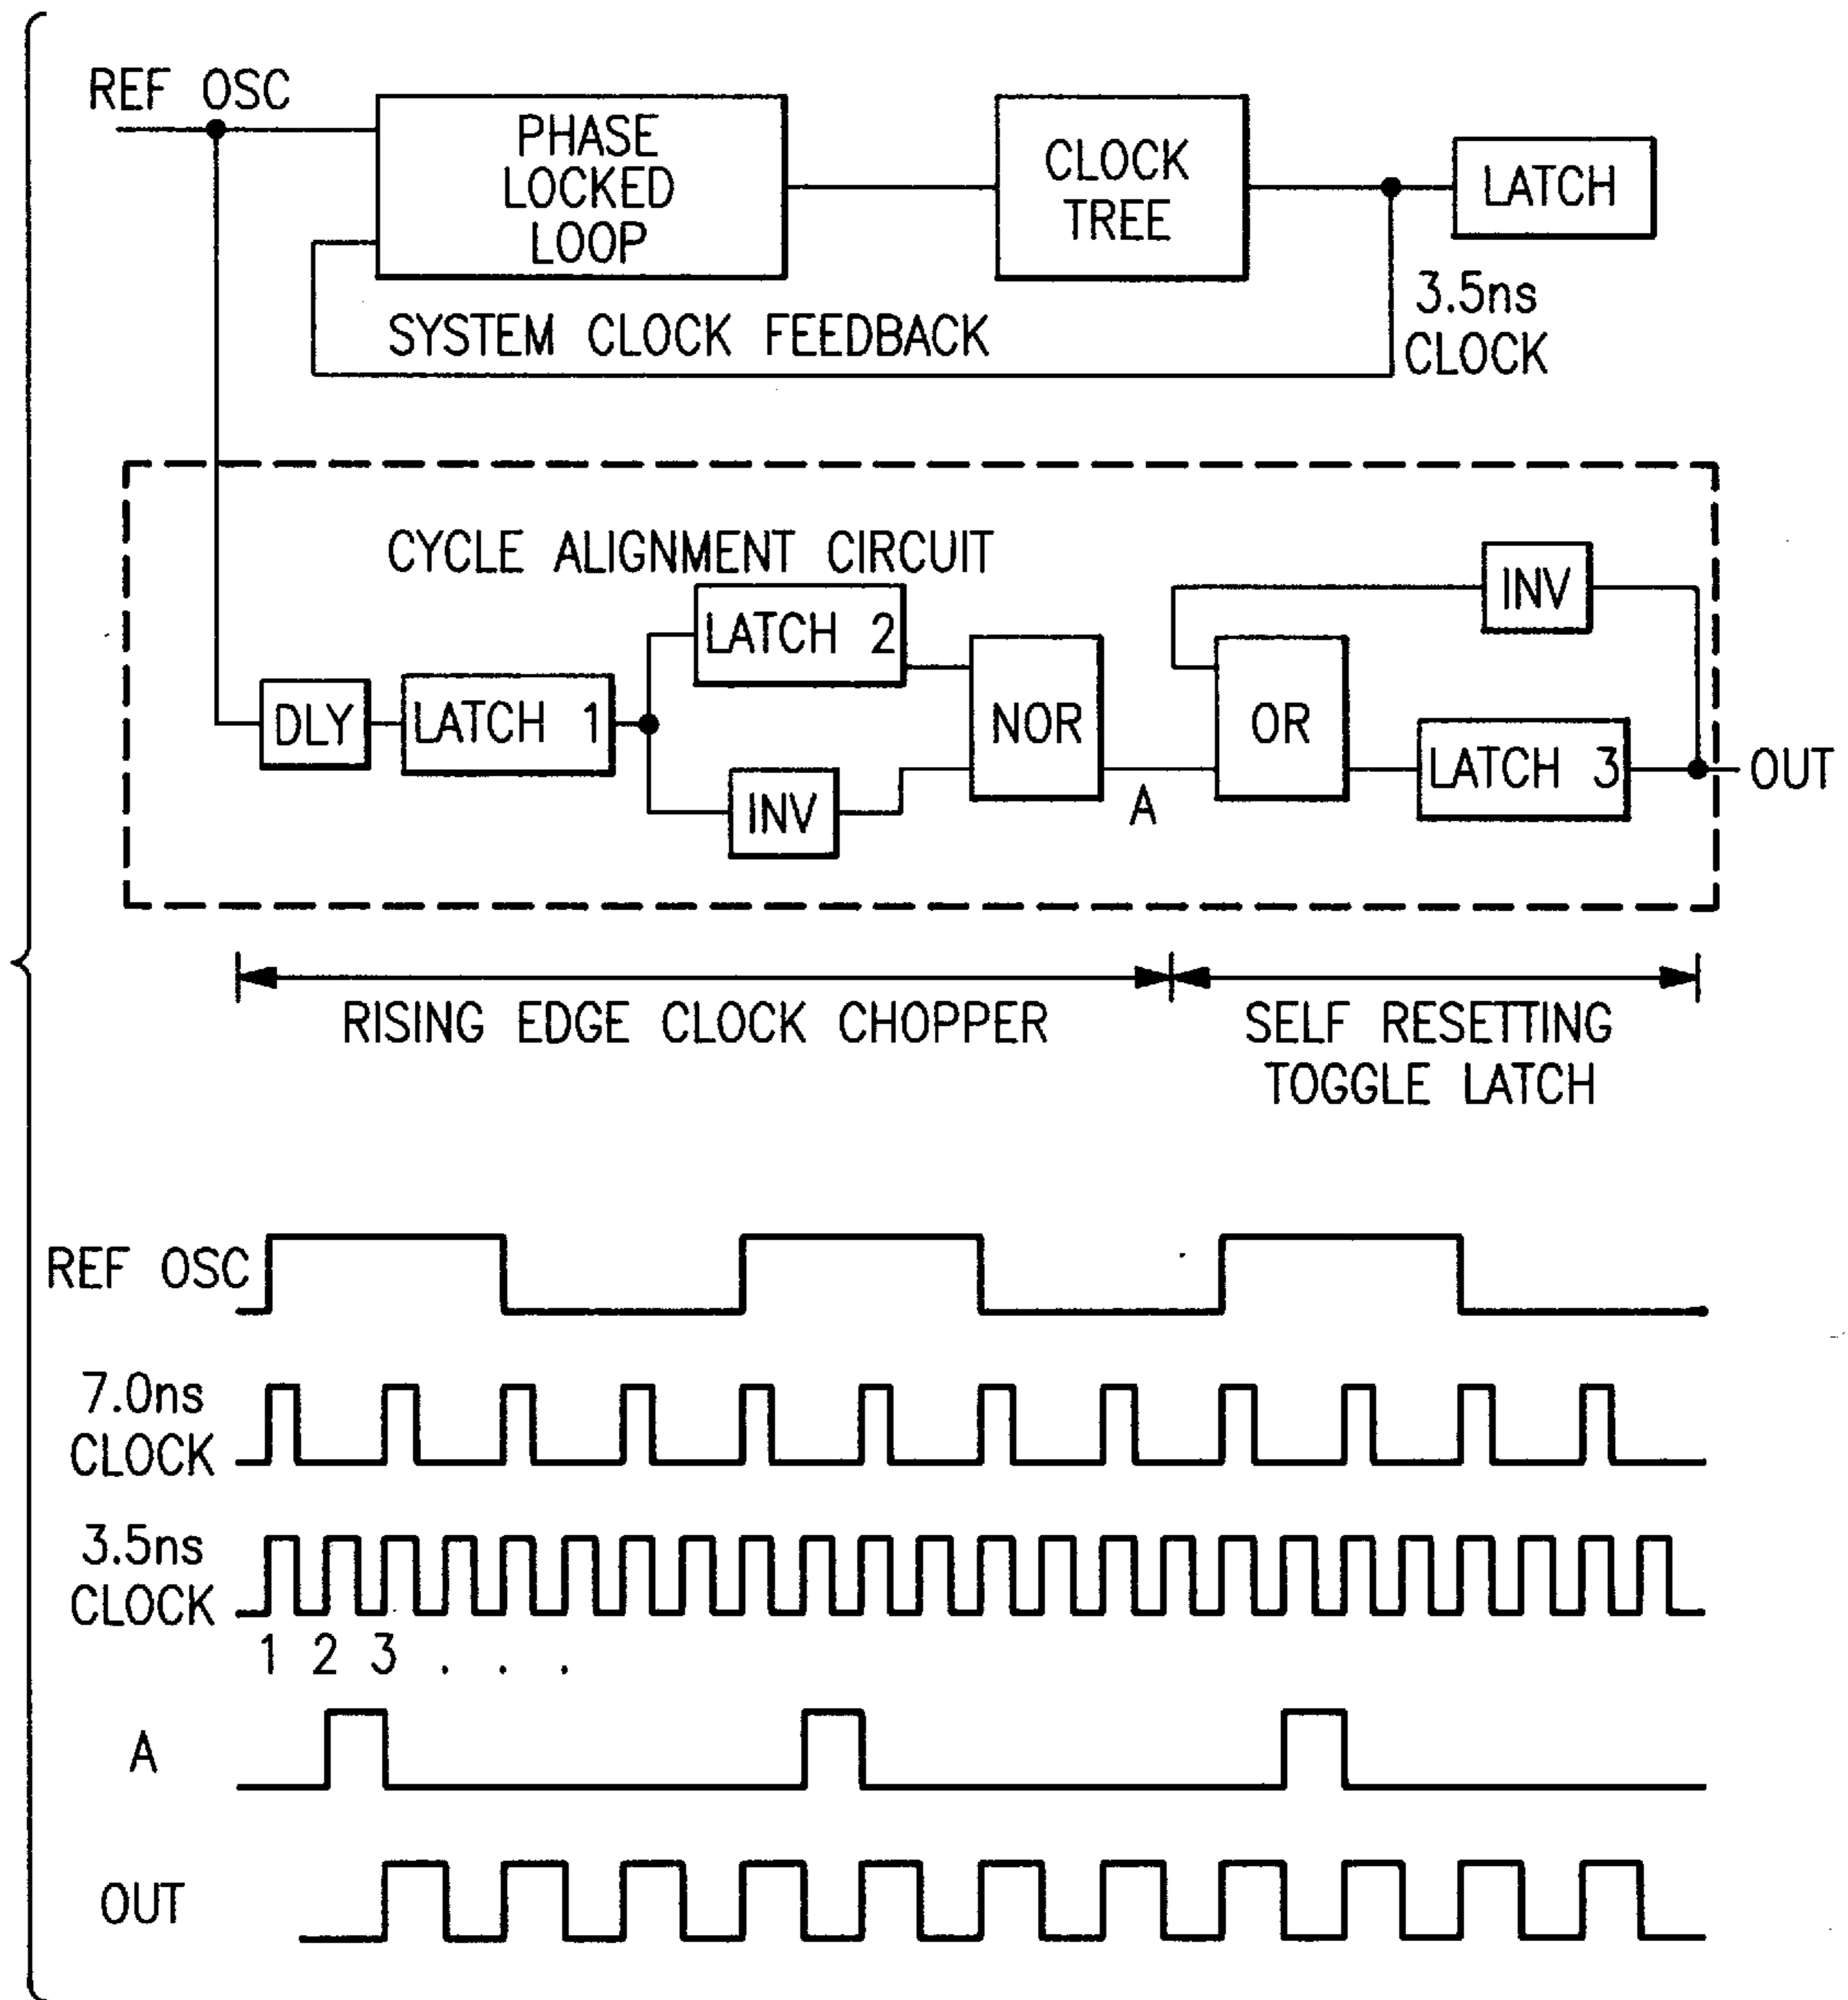 REF OSC
PHASE
LOCKED
LOOP
CLOCK
TREE
LATCH
3.5ns
CLOCK
SYSTEM CLOCK FEEDBACK
CYCLE ALIGNMENT CIRCUIT
INV
LATCH 2
DLY
LATCH 1
NOR
OR
LATCH 3
OUT
INV
A
RISING EDGE CLOCK CHOPPER
SELF RESETTING
TOGGLE LATCH
REF OSC
7.0ns
CLOCK
3.5ns
CLOCK
1 2 3 . . .
A
OUT